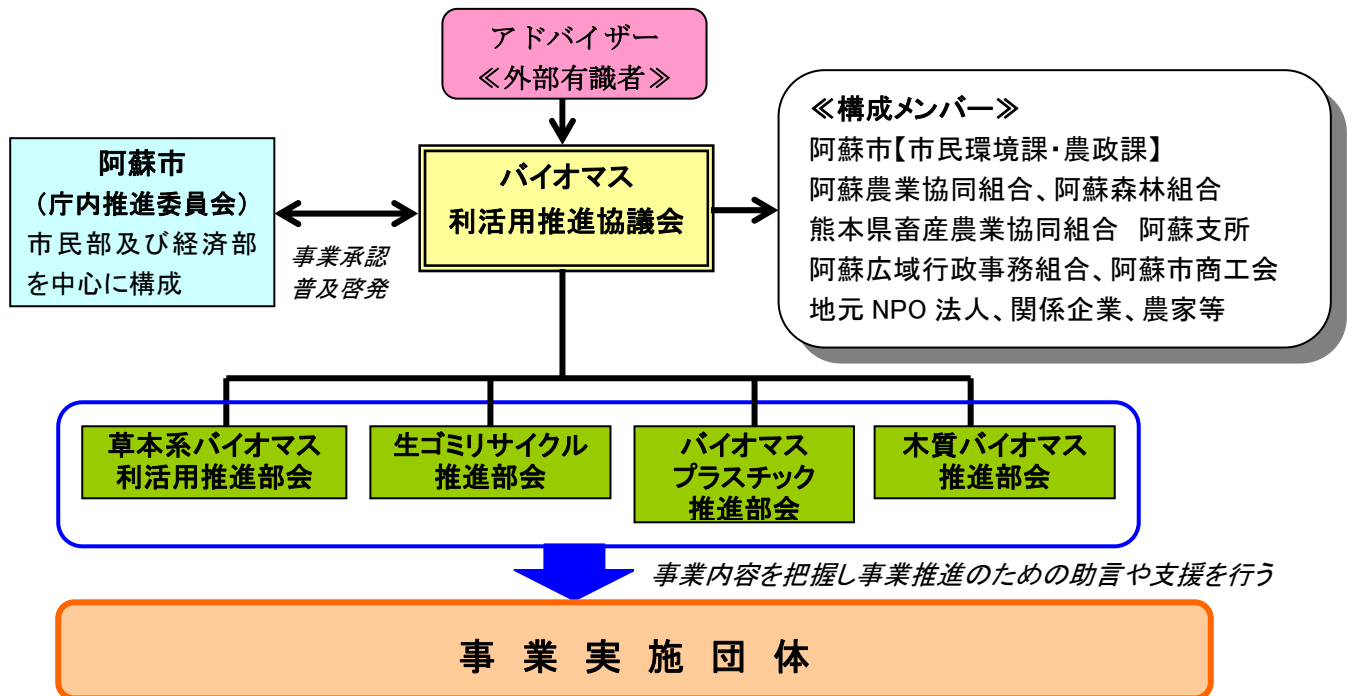 アドバイザー
≪外部有識者≫
阿蘇市
（庁内推進委員会）
市民部及び経済部
を中心に構成
事業承認
普及啓発
バイオマス
利活用推進協議会
≪構成メンバー≫
阿蘇市【市民環境課・農政課】
阿蘇農業協同組合、阿蘇森林組合
熊本県畜産農業協同組合　阿蘇支所
阿蘇広域行政事務組合、阿蘇市商工会
地元 NPO 法人、関係企業、農家等
草本系バイオマス
利活用推進部会
生ゴミリサイクル
推進部会
バイオマス
プラスチック
推進部会
木質バイオマス
推進部会
事業内容を把握し事業推進のための助言や支援を行う
事 業 実 施 団 体